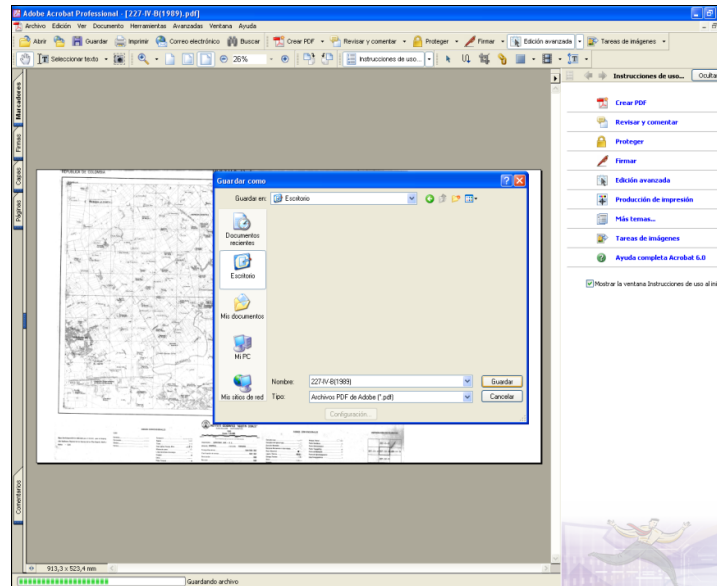 Adobe Acrobat Professional - [227-IV-B(1989).pdf]
Archivo Edición Ver Documento Herramientas Avanzadas Ventana Ayuda
Abrir Guardar Imprimir Correo electrónico Buscar Crear PDF Revisar y comentar Proteger Firmar Edición avanzada Tareas de imágenes
Seleccionar texto 26% Instrucciones de uso...
Instrucciones de uso... Ocultar
Marcadores
Firmas
Capas
Páginas
Comentarios
Crear PDF
Revisar y comentar
Proteger
Firmar
Edición avanzada
Producción de impresión
Más temas...
Tareas de imágenes
Ayuda completa Acrobat 6.0
Mostrar la ventana Instrucciones de uso al ini
REPUBLICA DE COLOMBIA
Guardar como
Guardar en: Escritorio
Documentos recientes
Escritorio
Mis documentos
Mi PC
Mis sitios de red
Nombre: 227-IV-B(1989) Guardar
Tipo: Archivos PDF de Adobe (*.pdf) Cancelar
Configuración...
913,3 x 523,4 mm
Guardando archivo